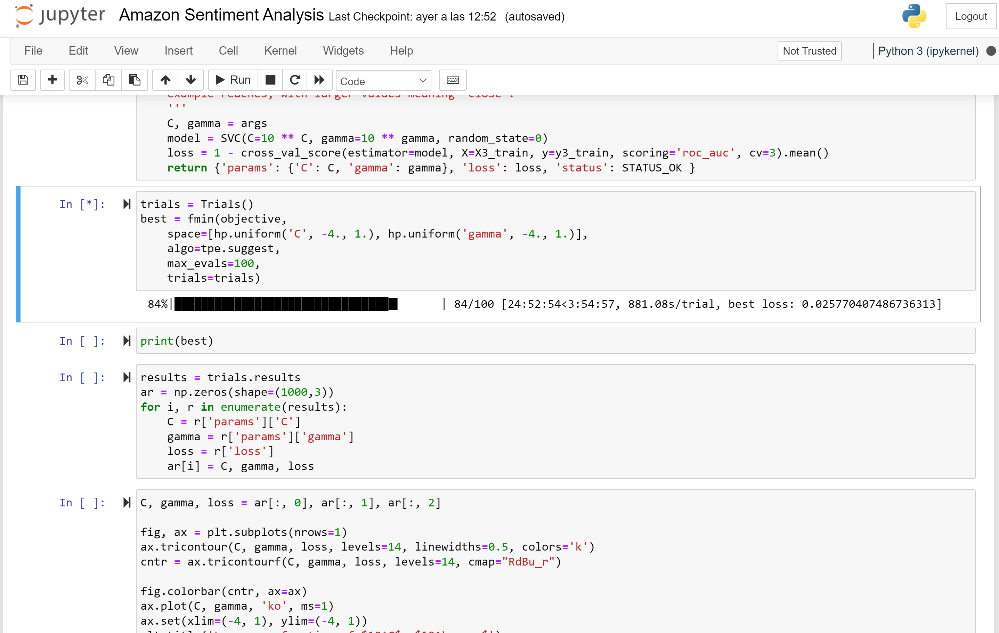 jupyter Amazon Sentiment Analysis Last Checkpoint: ayer a las 12:52 (autosaved)
Logout
File Edit View Insert Cell Kernel Widgets Help
Not Trusted
Python 3 (ipykernel)
Run
Code
example reaches, with larger values meaning 'close'.
'''
C, gamma = args
model = SVC(C=10 ** C, gamma=10 ** gamma, random_state=0)
loss = 1 - cross_val_score(estimator=model, X=X3_train, y=y3_train, scoring='roc_auc', cv=3).mean()
return {'params': {'C': C, 'gamma': gamma}, 'loss': loss, 'status': STATUS_OK }
In [*]:
trials = Trials()
best = fmin(objective,
space=[hp.uniform('C', -4., 1.), hp.uniform('gamma', -4., 1.)],
algo=tpe.suggest,
max_evals=100,
trials=trials)
84%| | 84/100 [24:52:54<3:54:57, 881.08s/trial, best loss: 0.025770407486736313]
In [ ]:
print(best)
In [ ]:
results = trials.results
ar = np.zeros(shape=(1000,3))
for i, r in enumerate(results):
C = r['params']['C']
gamma = r['params']['gamma']
loss = r['loss']
ar[i] = C, gamma, loss
In [ ]:
C, gamma, loss = ar[:, 0], ar[:, 1], ar[:, 2]
fig, ax = plt.subplots(nrows=1)
ax.tricontour(C, gamma, loss, levels=14, linewidths=0.5, colors='k')
cntr = ax.tricontourf(C, gamma, loss, levels=14, cmap="RdBu_r")
fig.colorbar(cntr, ax=ax)
ax.plot(C, gamma, 'ko', ms=1)
ax.set(xlim=(-4, 1), ylim=(-4, 1))